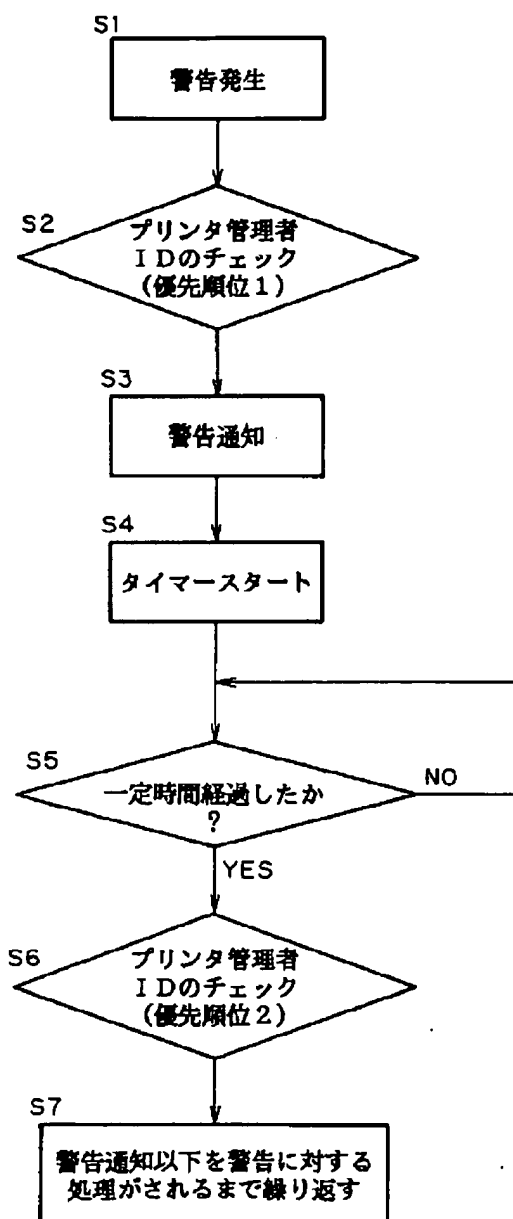 S1
警告発生
S2
プリンタ管理者
IDのチェック
(優先順位1)
S3
警告通知
S4
タイマースタート
S5
一定時間経過したか
?
NO
YES
S6
プリンタ管理者
IDのチェック
(優先順位2)
S7
警告通知以下を警告に対する
処理がされるまで繰り返す